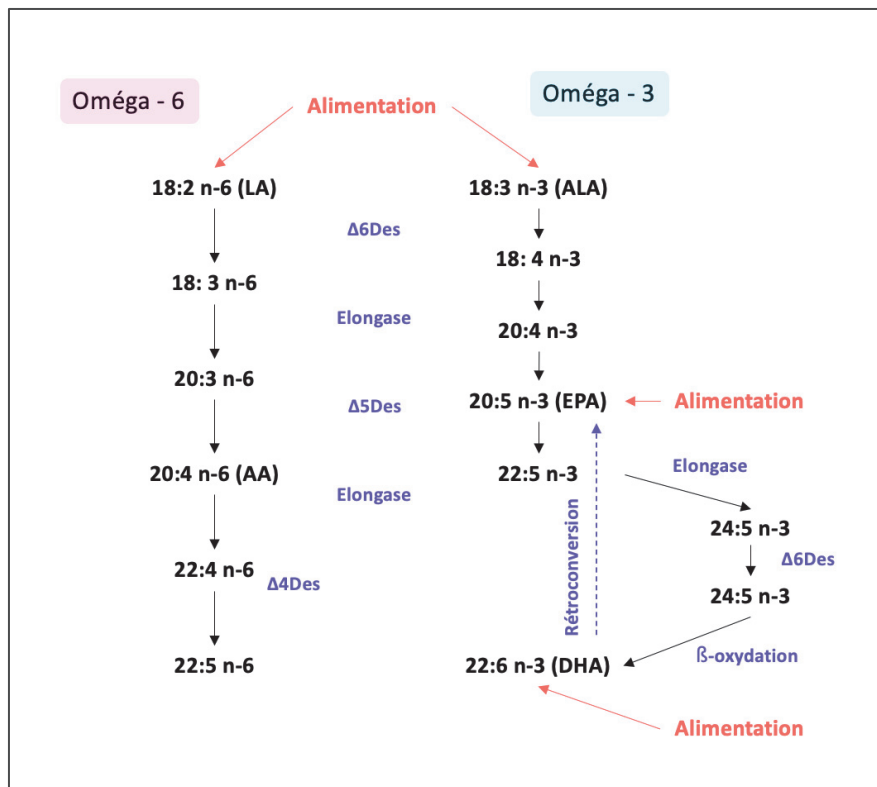 Oméga - 6
Alimentation
Oméga - 3
18:2 n-6 (LA)
18:3 n-3 (ALA)
Δ6Des
18: 4 n-3
18: 3 n-6
Elongase
20:4 n-3
20:3 n-6
Δ5Des
20:5 n-3 (EPA)
Alimentation
20:4 n-6 (AA)
22:5 n-3
Elongase
Elongase
24:5 n-3
Rétroconversion
22:4 n-6
Δ4Des
Δ6Des
24:5 n-3
22:5 n-6
22:6 n-3 (DHA)
ß-oxydation
Alimentation